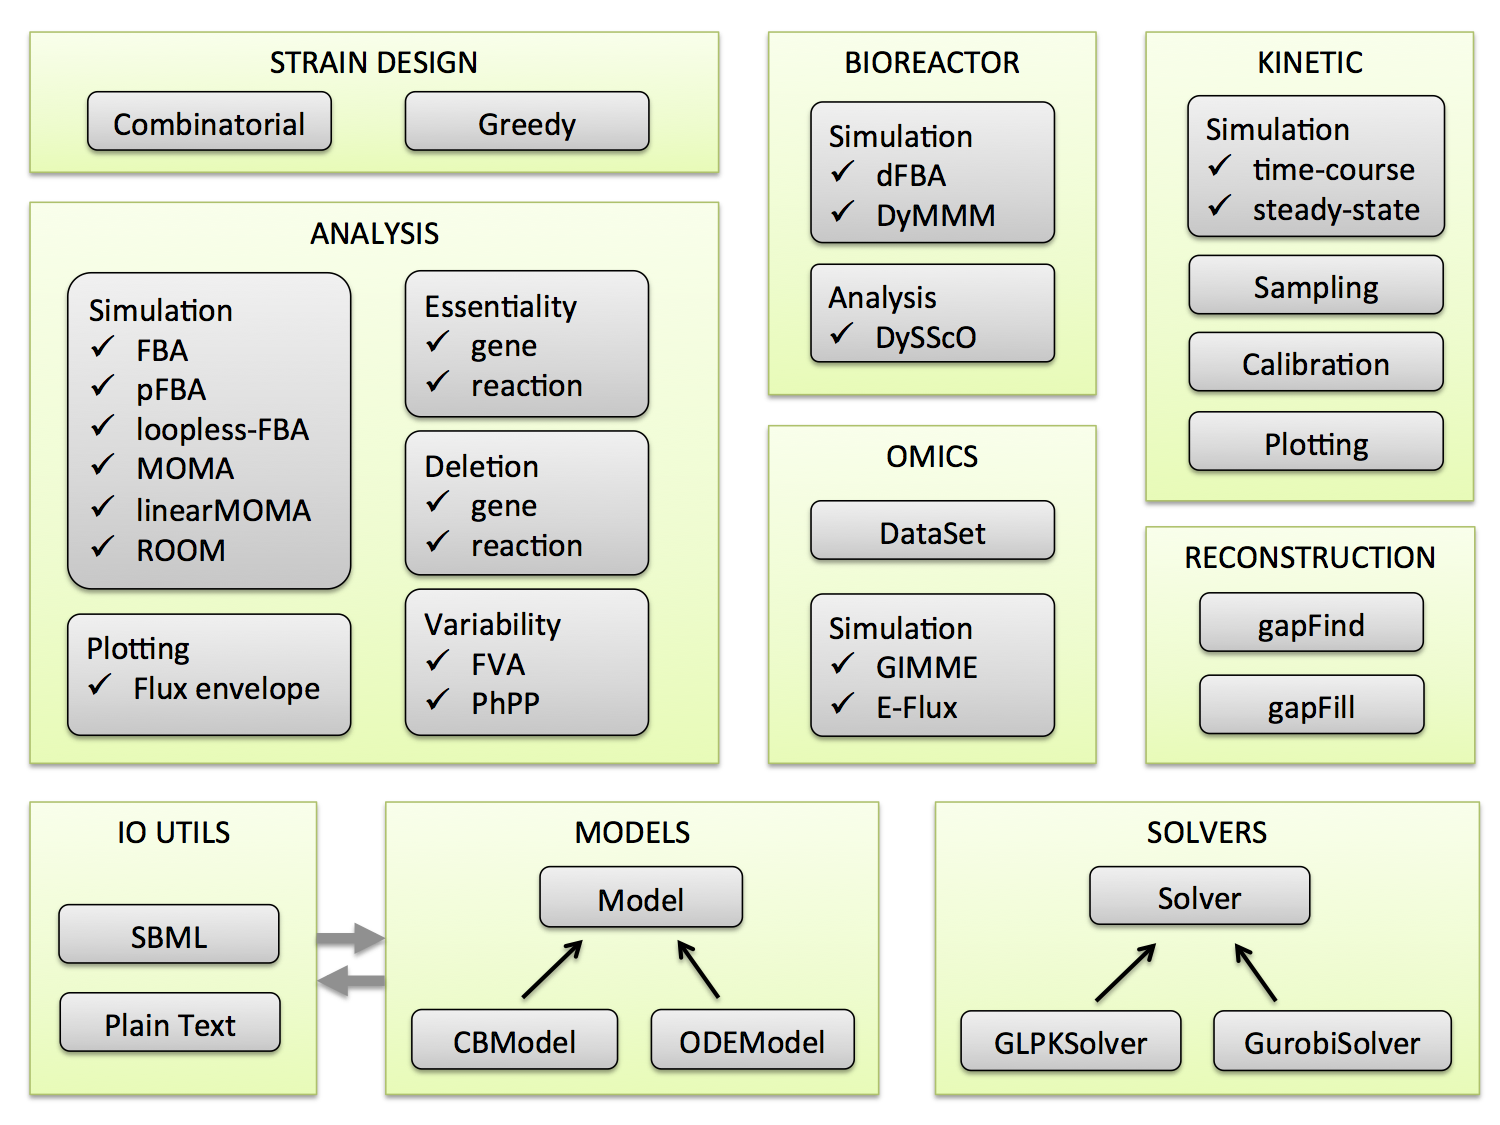 STRAIN DESIGN
Combinatorial
Greedy
ANALYSIS
Simulation
✓ FBA
✓ pFBA
✓ loopless-FBA
✓ MOMA
✓ linearMOMA
✓ ROOM
Plotting
✓ Flux envelope
Essentiality
✓ gene
✓ reaction
Deletion
✓ gene
✓ reaction
Variability
✓ FVA
✓ PhPP
BIOREACTOR
Simulation
✓ dFBA
✓ DyMMM
Analysis
✓ DySScO
OMICS
DataSet
Simulation
✓ GIMME
✓ E-Flux
KINETIC
Simulation
✓ time-course
✓ steady-state
Sampling
Calibration
Plotting
RECONSTRUCTION
gapFind
gapFill
IO UTILS
SBML
Plain Text
MODELS
Model
CBModel
ODEModel
SOLVERS
Solver
GLPKSolver
GurobiSolver